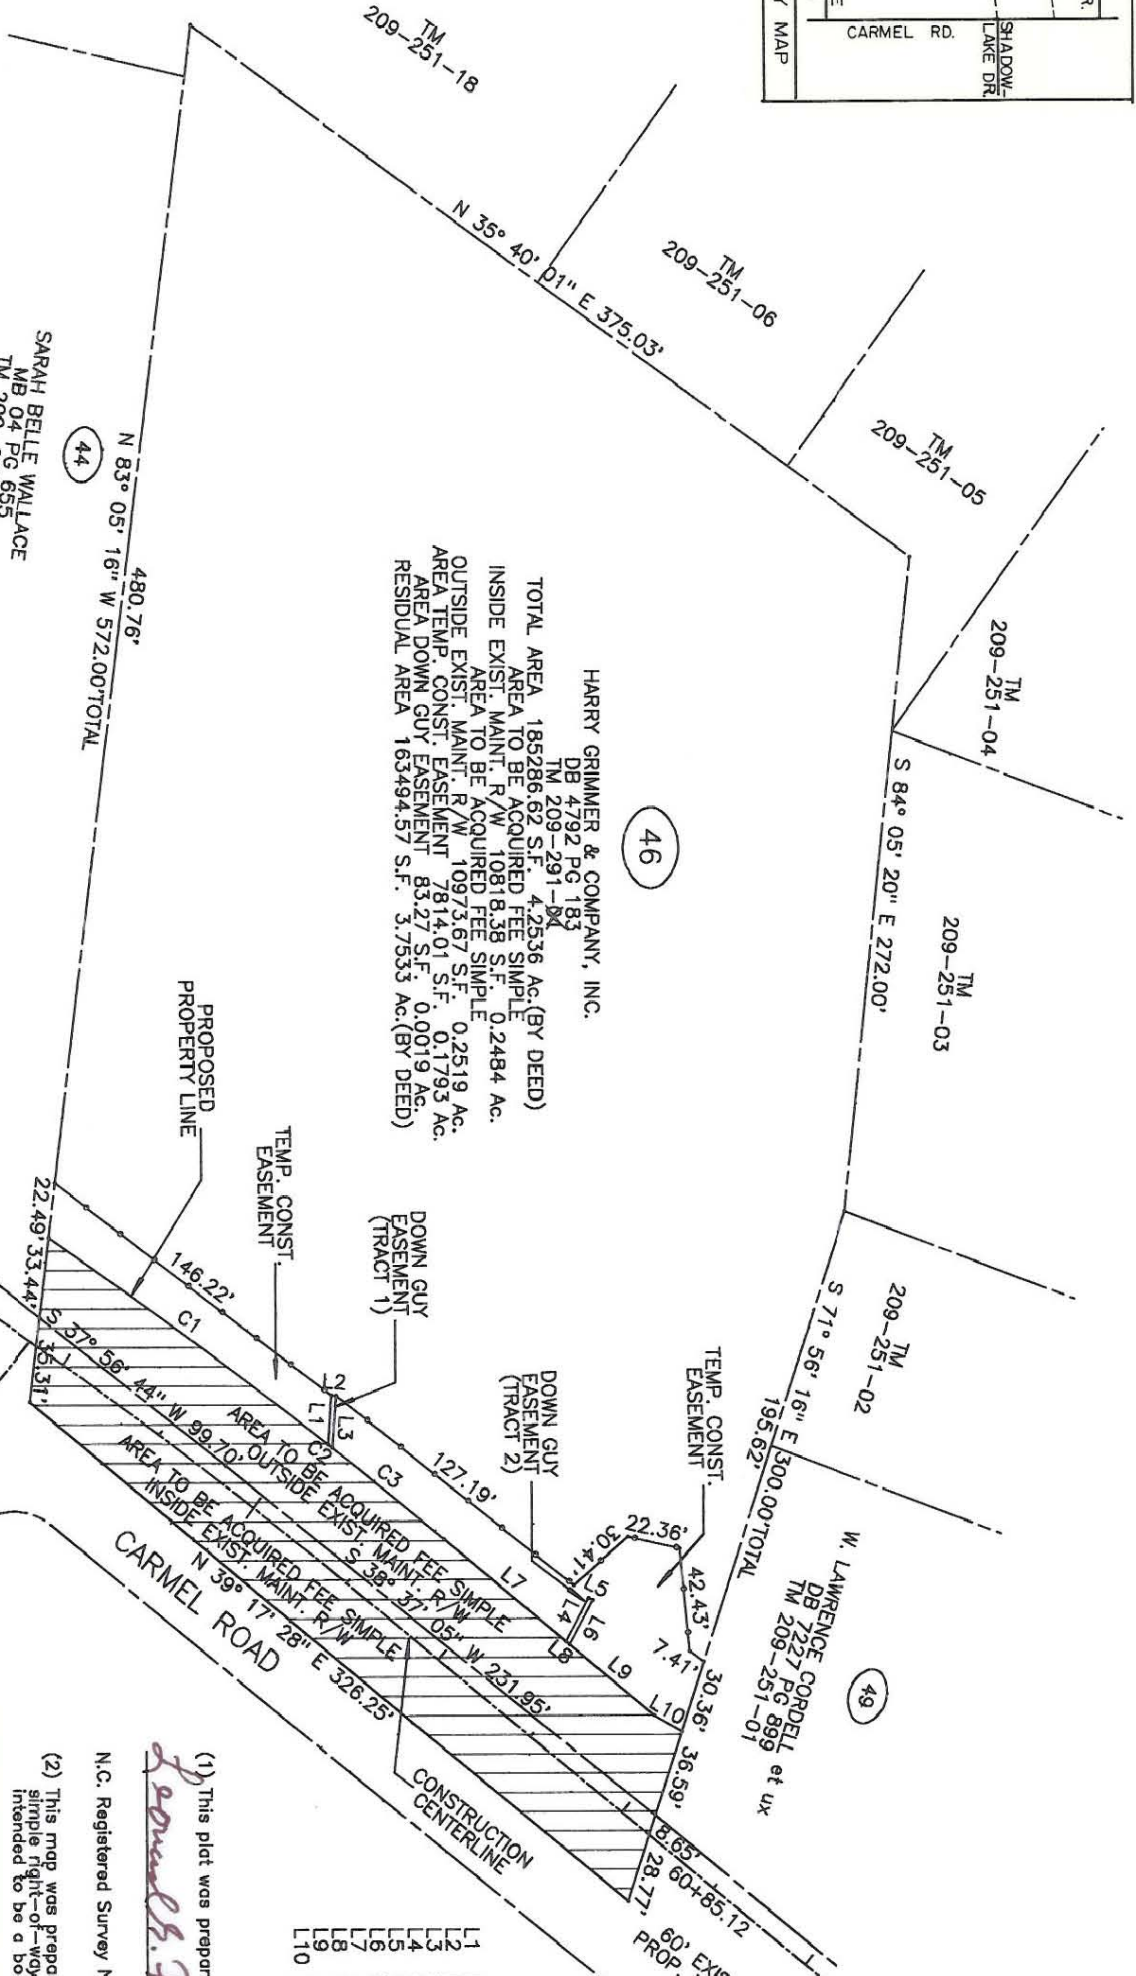 R.
E
CARMEL RD.
SHADOW-
LAKE DR.
MAP
TM
209-251-18
TM
209-251-06
TM
209-251-05
TM
209-251-04
TM
209-251-03
TM
209-251-02
N 35° 40' 01" E 375.03'
S 84° 05' 20" E 272.00'
S 71° 56' 16" E 300.00'TOTAL
195.62'
W. LAWRENCE CORDELL et ux
DB 7227 PG 899
TM 209-251-01
49
46
HARRY GRIMMER & COMPANY, INC.
DB 4792 PG 183
TM 209-291-
TOTAL AREA 185286.62 S.F. 4.2536 Ac.(BY DEED)
AREA TO BE ACQUIRED FEE SIMPLE
INSIDE EXIST. MAINT. R/W 10818.38 S.F. 0.2484 Ac.
AREA TO BE ACQUIRED FEE SIMPLE
OUTSIDE EXIST. MAINT. R/W 10973.67 S.F. 0.2519 Ac.
AREA TEMP. CONST. EASEMENT 7814.01 S.F. 0.1793 Ac.
AREA DOWN GUY EASEMENT 83.27 S.F. 0.0019 Ac.
RESIDUAL AREA 163494.57 S.F. 3.7533 Ac.(BY DEED)
480.76'
N 83° 05' 16" W 572.00'TOTAL
44
SARAH BELLE WALLACE
MB 04 PG 655
PROPOSED
PROPERTY LINE
TEMP. CONST.
EASEMENT
DOWN GUY
EASEMENT
(TRACT 1)
DOWN GUY
EASEMENT
(TRACT 2)
TEMP. CONST.
EASEMENT
22.49'
33.44'
35.31'
146.22'
C1
L2
L1
L3
C2
C3
127.19'
L7
L4
L5
L6
L8
L9
L10
30.41'
22.36'
42.43'
7.41'
30.36'
36.59'
8.65'
28.77'
60+85.12
S 37° 56' 44" W 99.70'
S 38° 37' 05" W 231.95'
AREA TO BE ACQUIRED FEE SIMPLE
OUTSIDE EXIST. MAINT. R/W
AREA TO BE ACQUIRED FEE SIMPLE
INSIDE EXIST. MAINT. R/W
N 39° 17' 28" E 326.25'
CARMEL ROAD
CONSTRUCTION
CENTERLINE
60' EXIS
PROP.
L1
L2
L3
L4
L5
L6
L7
L8
L9
L10
(1) This plat was prepar
N.C. Registered Survey N
(2) This map was prepa
simple right-of-way
intended to be a bo